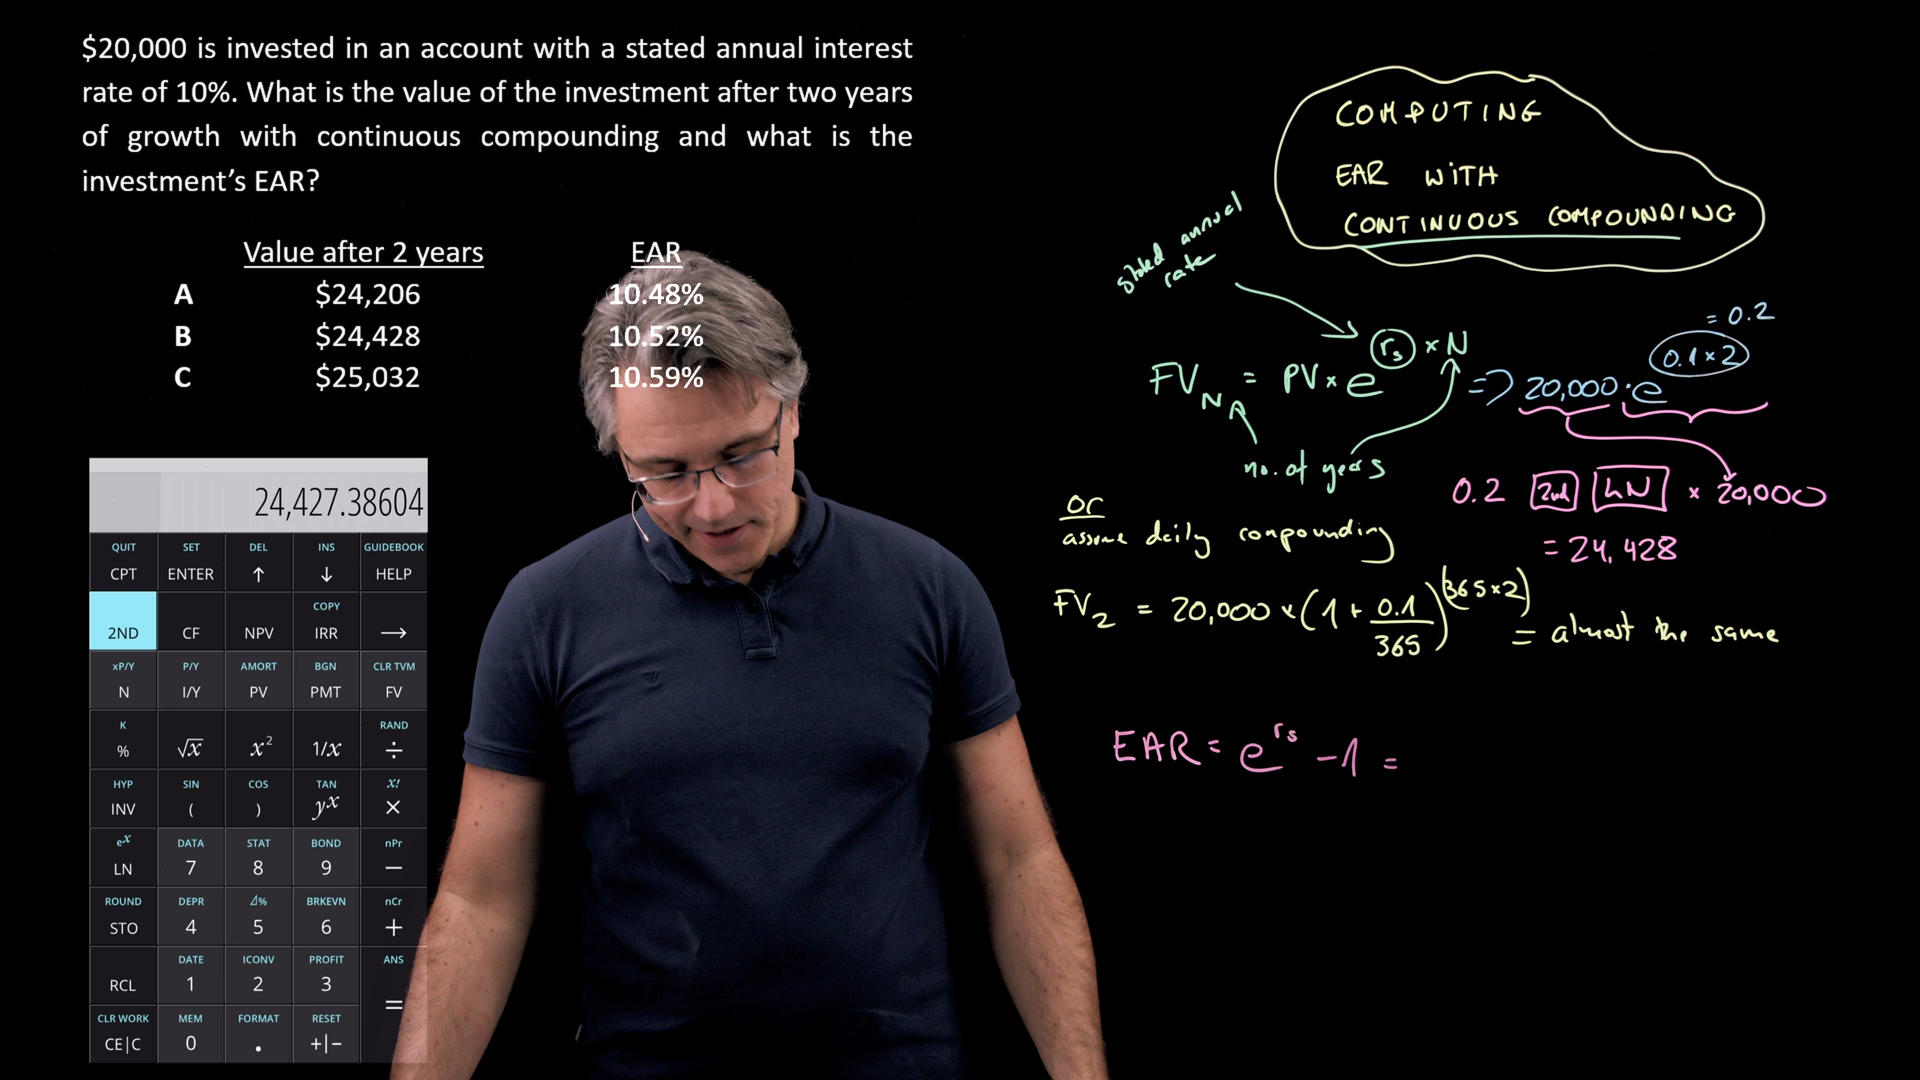 $20,000 is invested in an account with a stated annual interest
rate of 10%. What is the value of the investment after two years
of growth with continuous compounding and what is the
investment's EAR?
Value after 2 years EAR
A $24,206 10.48%
B $24,428 10.52%
C $25,032 10.59%
24,427.38604
QUIT SET DEL INS GUIDEBOOK
CPT ENTER ↑ ↓ HELP
COPY
2ND CF NPV IRR →
xP/Y P/Y AMORT BGN CLR TVM
N I/Y PV PMT FV
K RAND
% √x x² 1/x ÷
HYP SIN COS TAN x!
INV ( ) yˣ ×
eˣ DATA STAT BOND nPr
LN 7 8 9 −
ROUND DEPR Δ% BRKEVN nCr
STO 4 5 6 +
DATE ICONV PROFIT ANS
RCL 1 2 3 =
CLR WORK MEM FORMAT RESET
CE|C 0 . +|−
COMPUTING
EAR WITH
CONTINUOUS COMPOUNDING
stated annual
rate
= 0.2
FV_N = PV × e^(r_s × N) => 20,000 · e^(0.1 × 2)
no. of years
0.2 2nd LN × 20,000
= 24,428
or
assume daily compounding
FV₂ = 20,000 × (1 + 0.1/365)^(365 × 2) = almost the same
EAR = e^(r_s) − 1 =